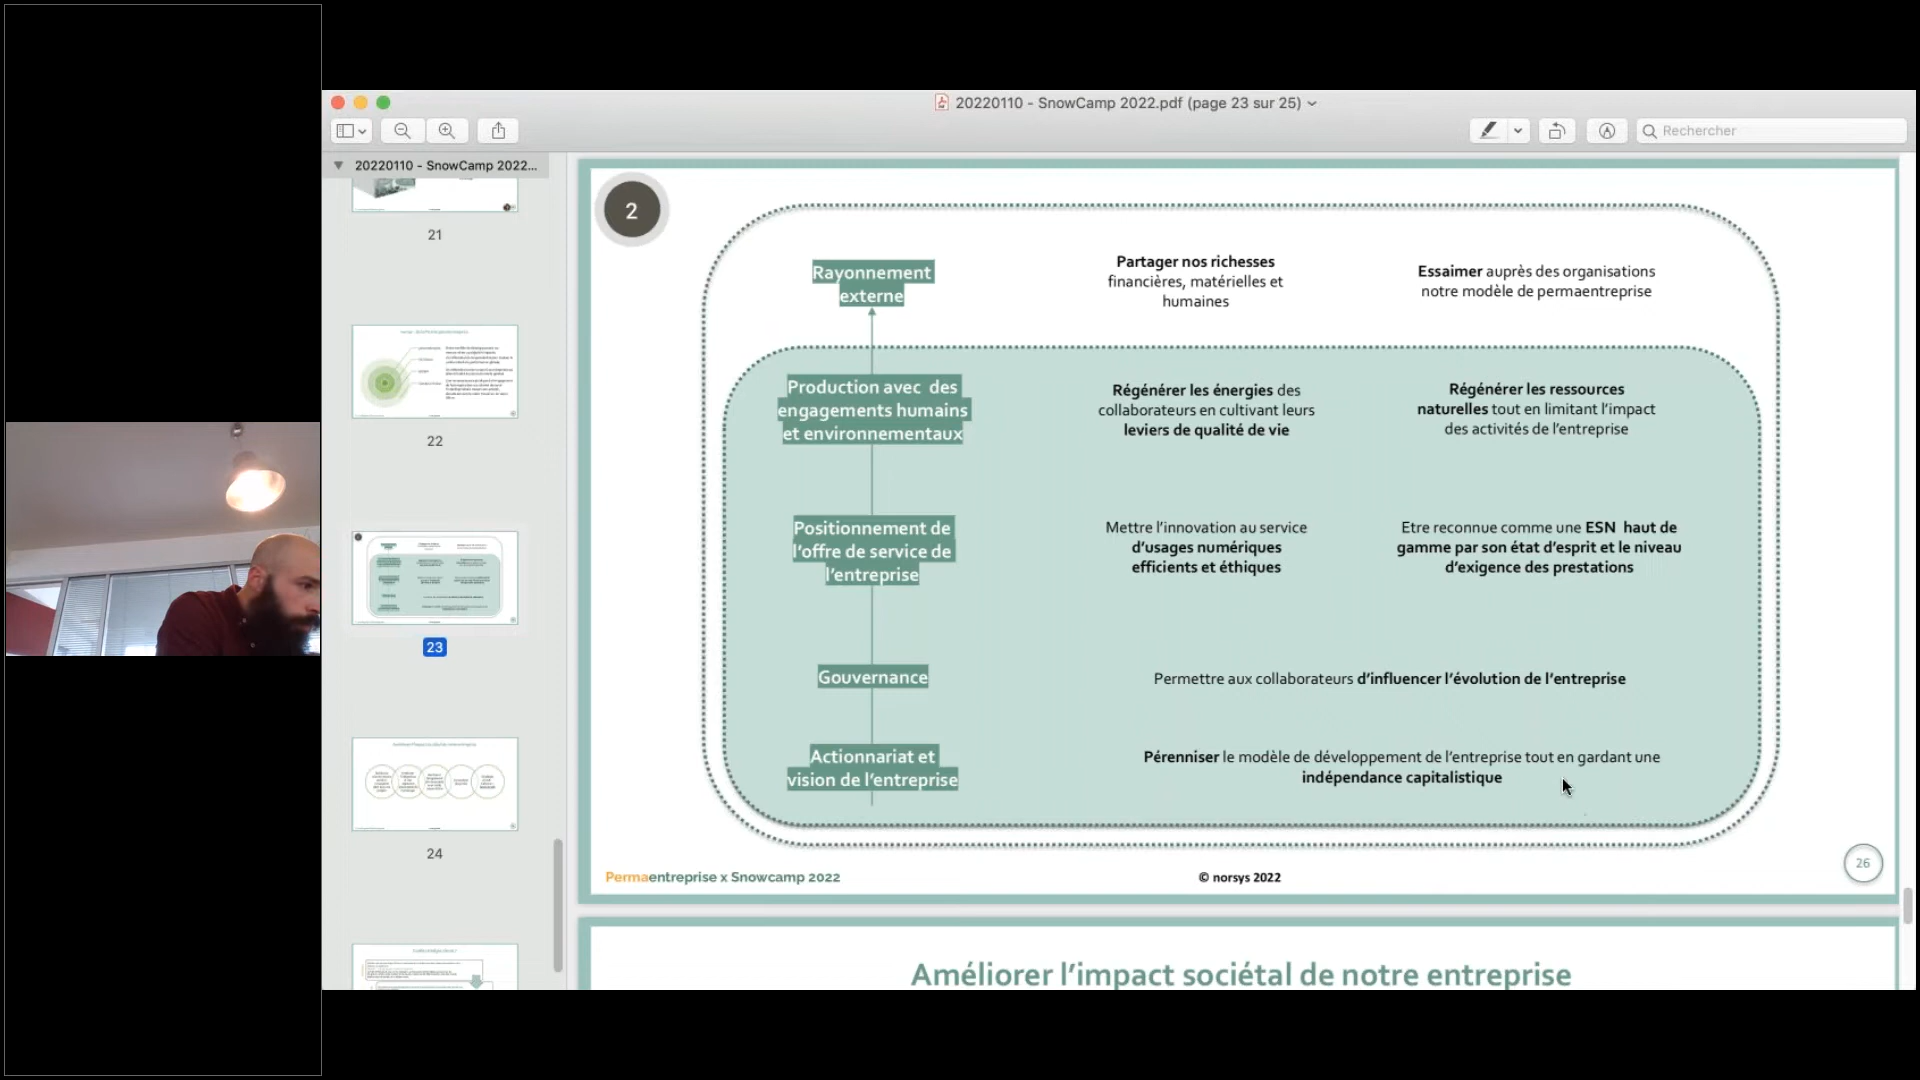 20220110 - SnowCamp 2022.pdf (page 23 sur 25)
Rechercher
20220110 - SnowCamp 2022...
21
22
23
24
2
Rayonnement
externe
Partager nos richesses
financières, matérielles et
humaines
Essaimer auprès des organisations
notre modèle de permaentreprise
Production avec des
engagements humains
et environnementaux
Régénérer les énergies des
collaborateurs en cultivant leurs
leviers de qualité de vie
Régénérer les ressources
naturelles tout en limitant l’impact
des activités de l’entreprise
Positionnement de
l’offre de service de
l’entreprise
Mettre l’innovation au service
d’usages numériques
efficients et éthiques
Etre reconnue comme une ESN haut de
gamme par son état d’esprit et le niveau
d’exigence des prestations
Gouvernance
Permettre aux collaborateurs d’influencer l’évolution de l’entreprise
Actionnariat et
vision de l’entreprise
Pérenniser le modèle de développement de l’entreprise tout en gardant une
indépendance capitalistique
Permaentreprise x Snowcamp 2022
© norsys 2022
26
Améliorer l’impact sociétal de notre entreprise